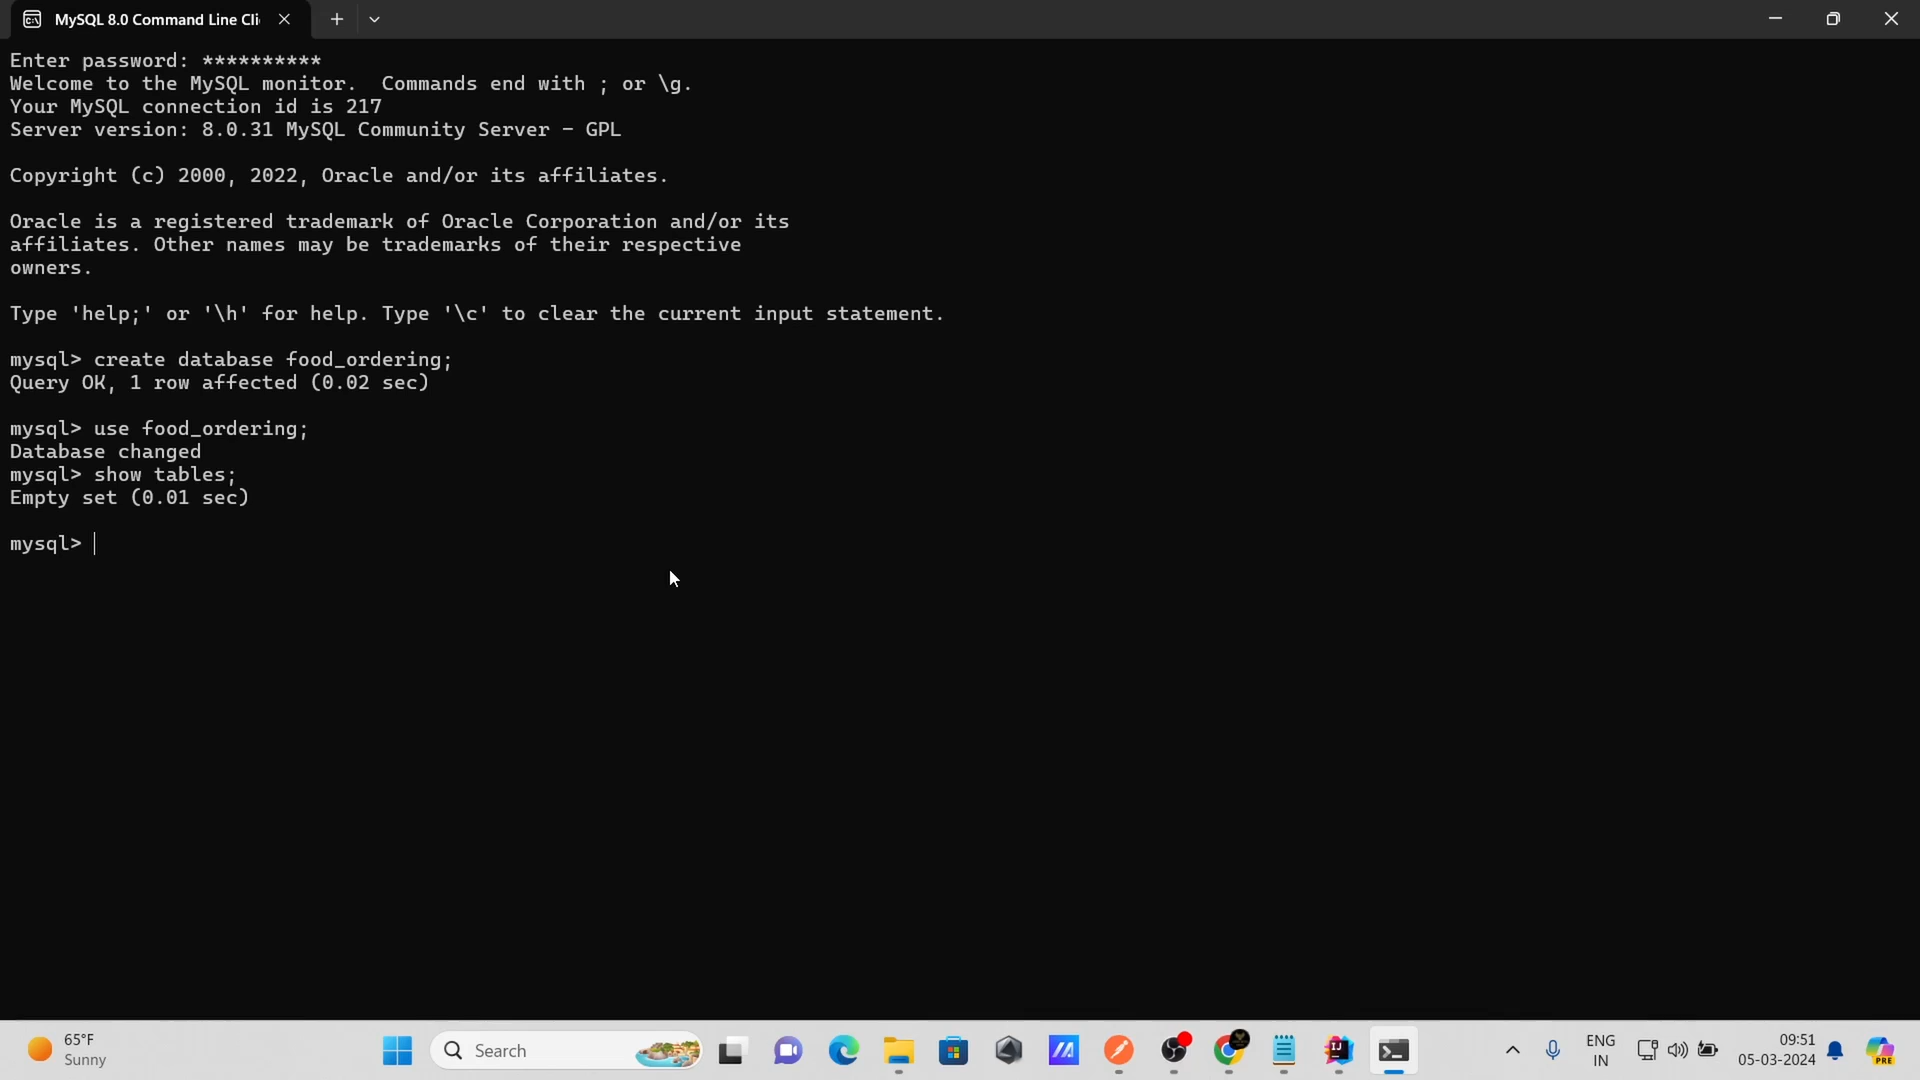 MySQL 8.0 Command Line Cli
Enter password: **********
Welcome to the MySQL monitor.  Commands end with ; or \g.
Your MySQL connection id is 217
Server version: 8.0.31 MySQL Community Server - GPL
Copyright (c) 2000, 2022, Oracle and/or its affiliates.
Oracle is a registered trademark of Oracle Corporation and/or its
affiliates. Other names may be trademarks of their respective
owners.
Type 'help;' or '\h' for help. Type '\c' to clear the current input statement.
mysql> create database food_ordering;
Query OK, 1 row affected (0.02 sec)
mysql> use food_ordering;
Database changed
mysql> show tables;
Empty set (0.01 sec)
mysql>
65°F
Sunny
Search
ENG
IN
09:51
05-03-2024
PRE